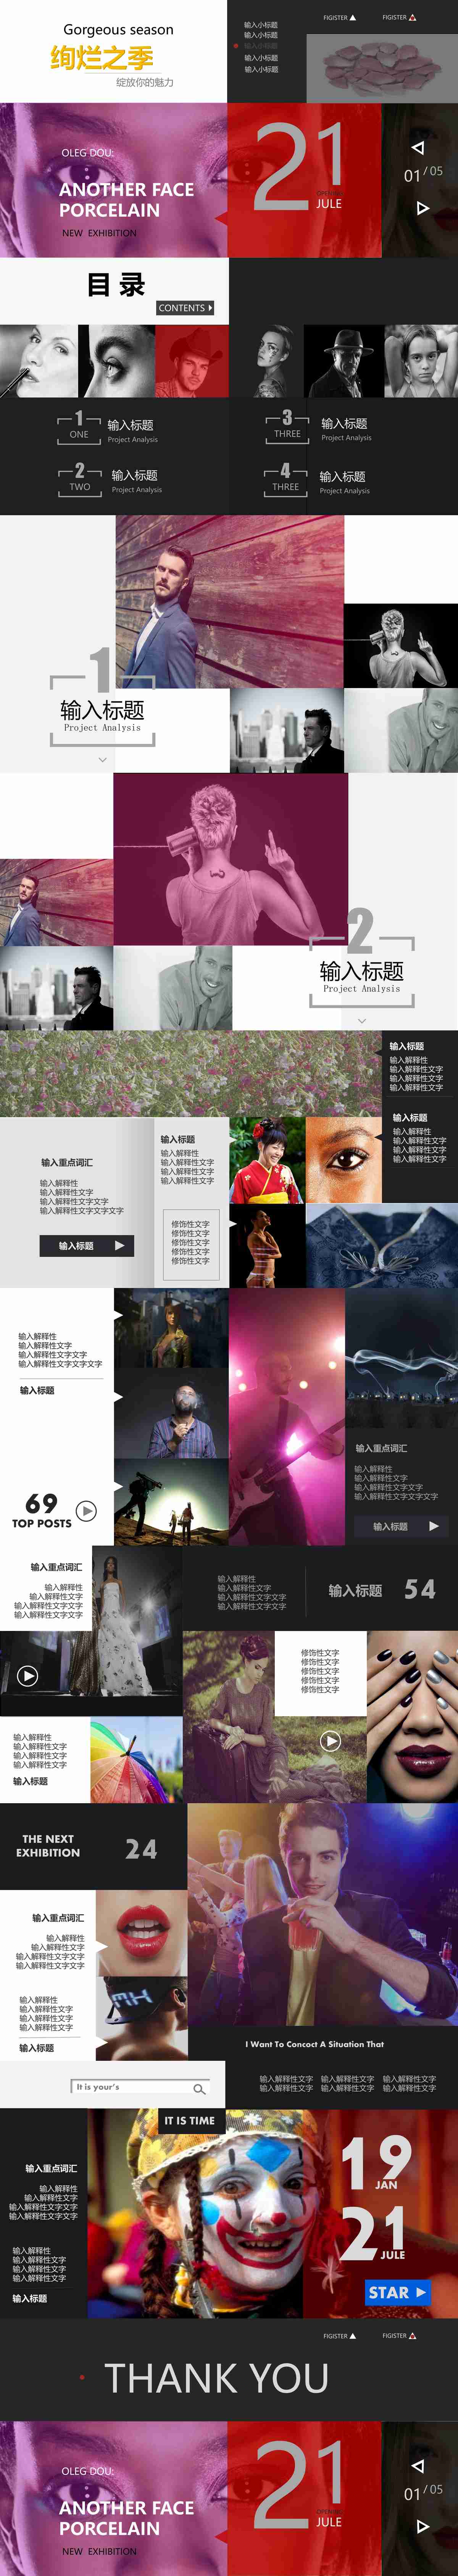 Gorgeous season
绚烂之季
绽放你的魅力
输入小标题
输入小标题
输入小标题
输入小标题
输入小标题
FIGISTER
FIGISTER
OLEG DOU:
ANOTHER FACE
PORCELAIN
NEW EXHIBITION
21
OPENING
JULE
01 / 05
目录
CONTENTS
1
ONE
输入标题
Project Analysis
3
THREE
输入标题
Project Analysis
2
TWO
输入标题
Project Analysis
4
THREE
输入标题
Project Analysis
1
输入标题
Project Analysis
2
输入标题
Project Analysis
输入标题
输入解释性
输入解释性文字
输入解释性文字
输入解释性文字
输入标题
输入解释性
输入解释性文字
输入解释性文字
输入解释性文字
输入重点词汇
输入解释性
输入解释性文字
输入解释性文字文字
输入解释性文字文字文字
输入标题
输入标题
输入解释性
输入解释性文字
输入解释性文字
输入解释性文字
修饰性文字
修饰性文字
修饰性文字
修饰性文字
修饰性文字
输入解释性
输入解释性文字
输入解释性文字文字
输入解释性文字文字文字
输入标题
69
TOP POSTS
输入重点词汇
输入解释性
输入解释性文字
输入解释性文字文字
输入解释性文字文字文字
输入标题
输入重点词汇
输入解释性
输入解释性文字
输入解释性文字文字
输入解释性文字文字
输入解释性
输入解释性文字
输入解释性文字文字
输入解释性文字文字
输入标题
54
修饰性文字
修饰性文字
修饰性文字
修饰性文字
修饰性文字
输入解释性
输入解释性文字
输入解释性文字
输入解释性文字
输入标题
THE NEXT
EXHIBITION
24
输入重点词汇
输入解释性
输入解释性文字
输入解释性文字文字
输入解释性文字文字
输入解释性
输入解释性文字
输入解释性文字
输入解释性文字
输入标题
I Want To Concoct A Situation That
输入解释性文字 输入解释性文字 输入解释性文字
输入解释性文字 输入解释性文字 输入解释性文字
It is your's
IT IS TIME
输入重点词汇
输入解释性
输入解释性文字
输入解释性文字文字
输入解释性文字文字
输入解释性
输入解释性文字
输入解释性文字
输入解释性文字
输入标题
19
JAN
21
JULE
STAR
FIGISTER
FIGISTER
THANK YOU
OLEG DOU:
ANOTHER FACE
PORCELAIN
NEW EXHIBITION
21
OPENING
JULE
01 / 05